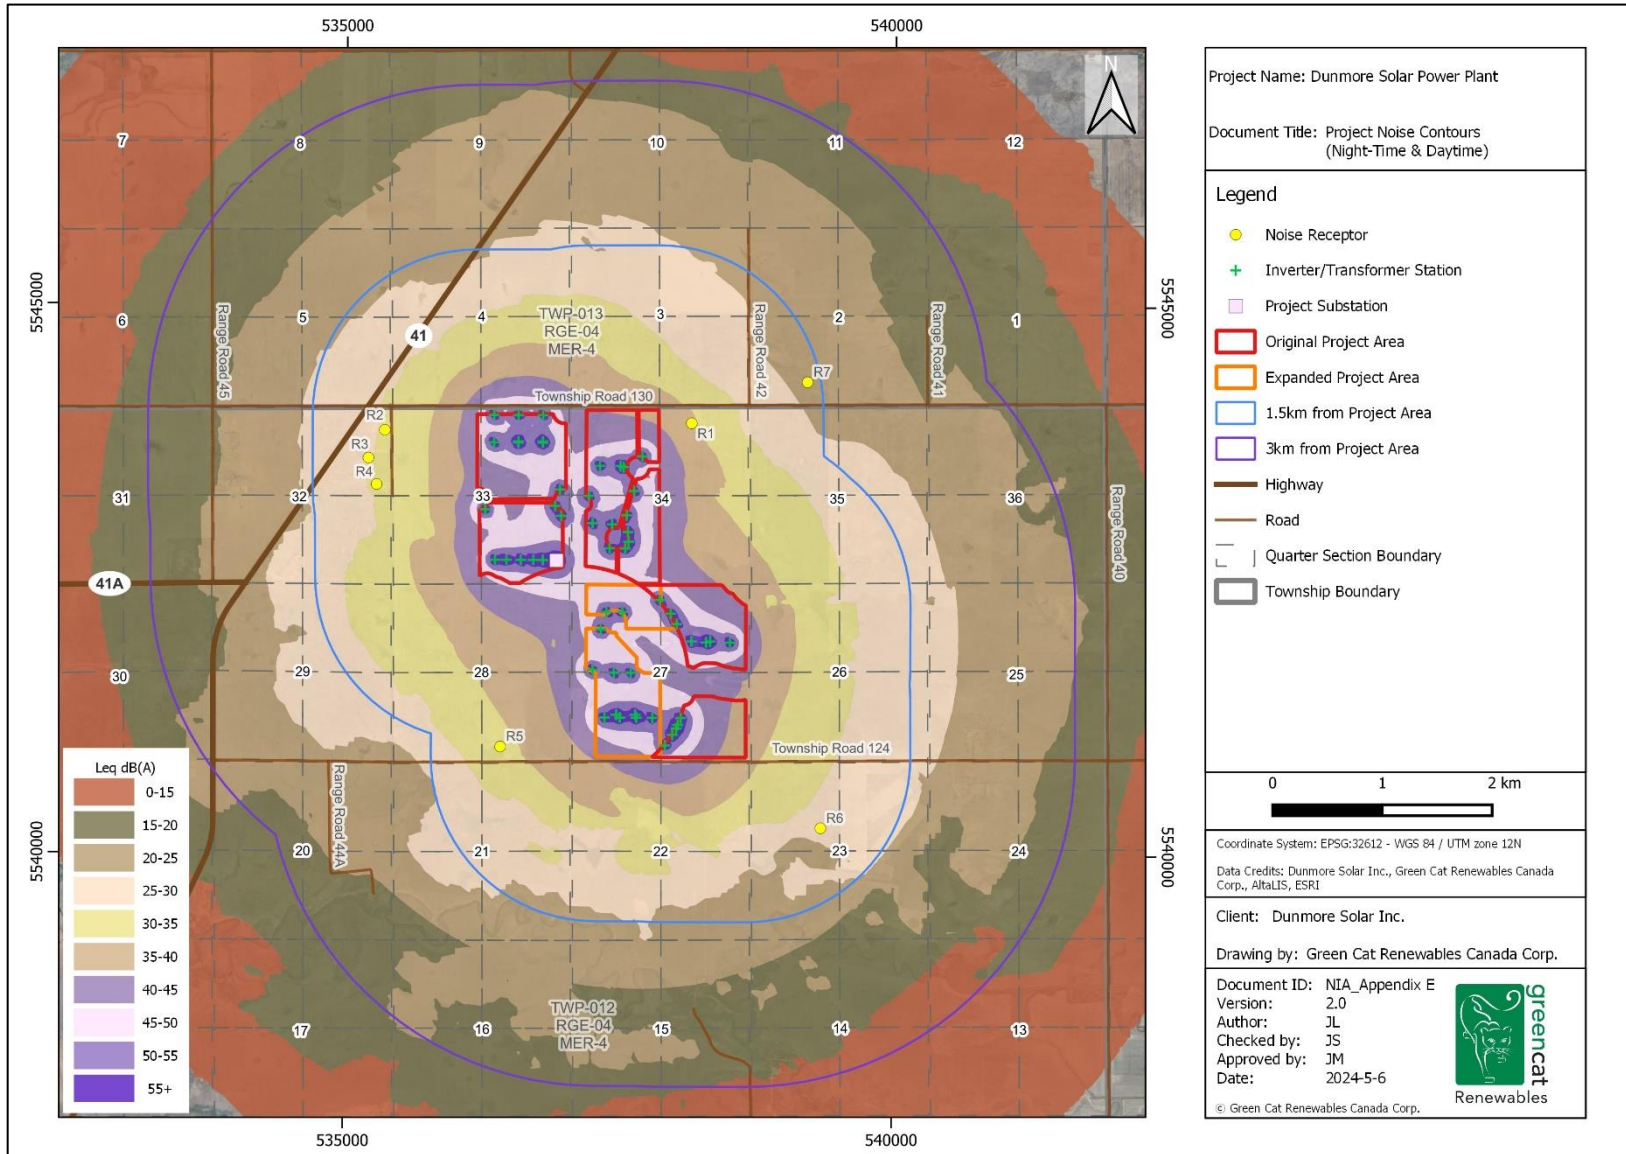 535000
540000
N
7
8
9
10
11
12
5545000
5545000
6
5
4
3
2
1
TWP-013
RGE-04
MER-4
41
Range Road 45
Range Road 42
Range Road 41
R7
Township Road 130
R2
R1
R3
R4
31
32
33
34
35
36
Range Road 40
41A
30
29
28
27
26
25
R5
Township Road 124
Range Road 44A
R6
5540000
5540000
20
21
22
23
24
TWP-012
RGE-04
MER-4
17
16
15
14
13
535000
540000
Leq dB(A)
0-15
15-20
20-25
25-30
30-35
35-40
40-45
45-50
50-55
55+
Project Name: Dunmore Solar Power Plant
Document Title: Project Noise Contours
(Night-Time & Daytime)
Legend
Noise Receptor
Inverter/Transformer Station
Project Substation
Original Project Area
Expanded Project Area
1.5km from Project Area
3km from Project Area
Highway
Road
Quarter Section Boundary
Township Boundary
0 1 2 km
Coordinate System: EPSG:32612 - WGS 84 / UTM zone 12N
Data Credits: Dunmore Solar Inc., Green Cat Renewables Canada
Corp., AltaLIS, ESRI
Client: Dunmore Solar Inc.
Drawing by: Green Cat Renewables Canada Corp.
Document ID: NIA_Appendix E
Version: 2.0
Author: JL
Checked by: JS
Approved by: JM
Date: 2024-5-6
© Green Cat Renewables Canada Corp.
greencat
Renewables